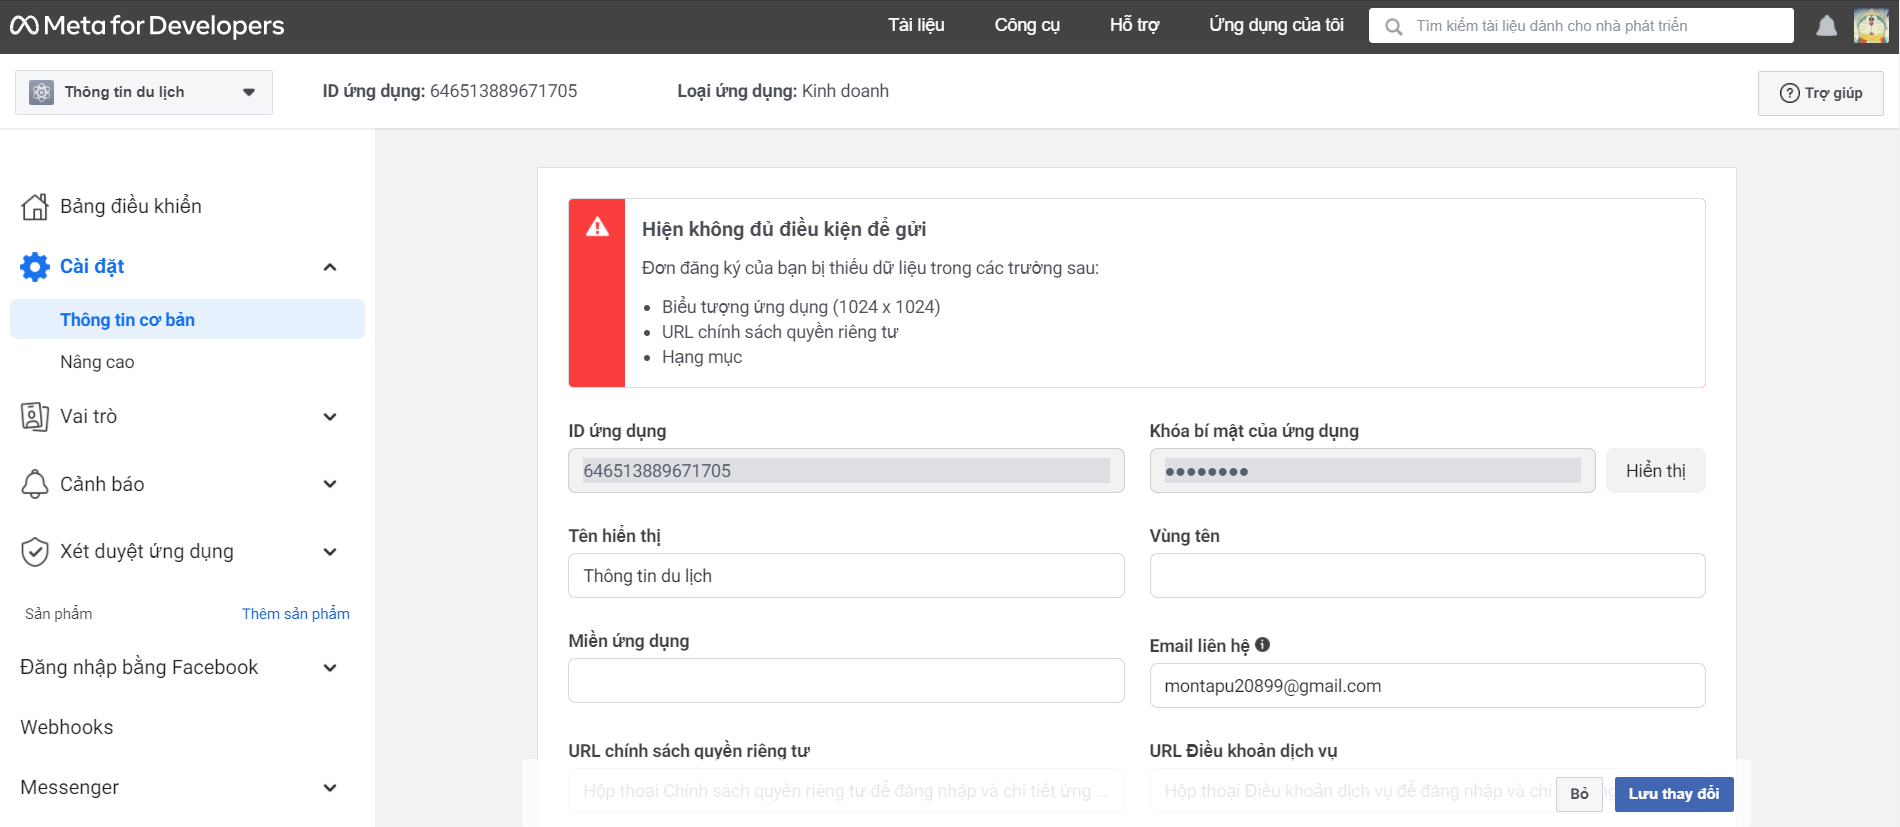 Meta for Developers
Tài liệu
Công cụ
Hỗ trợ
Ứng dụng của tôi
Tìm kiếm tài liệu dành cho nhà phát triển
Thông tin du lịch
ID ứng dụng: 646513889671705
Loại ứng dụng: Kinh doanh
Trợ giúp
Bảng điều khiển
Cài đặt
Thông tin cơ bản
Nâng cao
Vai trò
Cảnh báo
Xét duyệt ứng dụng
Sản phẩm
Thêm sản phẩm
Đăng nhập bằng Facebook
Webhooks
Messenger
Hiện không đủ điều kiện để gửi
Đơn đăng ký của bạn bị thiếu dữ liệu trong các trường sau:
• Biểu tượng ứng dụng (1024 x 1024)
• URL chính sách quyền riêng tư
• Hạng mục
ID ứng dụng
646513889671705
Khóa bí mật của ứng dụng
●●●●●●●●
Hiển thị
Tên hiển thị
Thông tin du lịch
Vùng tên
Miền ứng dụng
Email liên hệ
montapu20899@gmail.com
URL chính sách quyền riêng tư
Hộp thoại Chính sách quyền riêng tư để đăng nhập và chi tiết ứng ...
URL Điều khoản dịch vụ
Hộp thoại Điều khoản dịch vụ để đăng nhập và chi
Bỏ
Lưu thay đổi